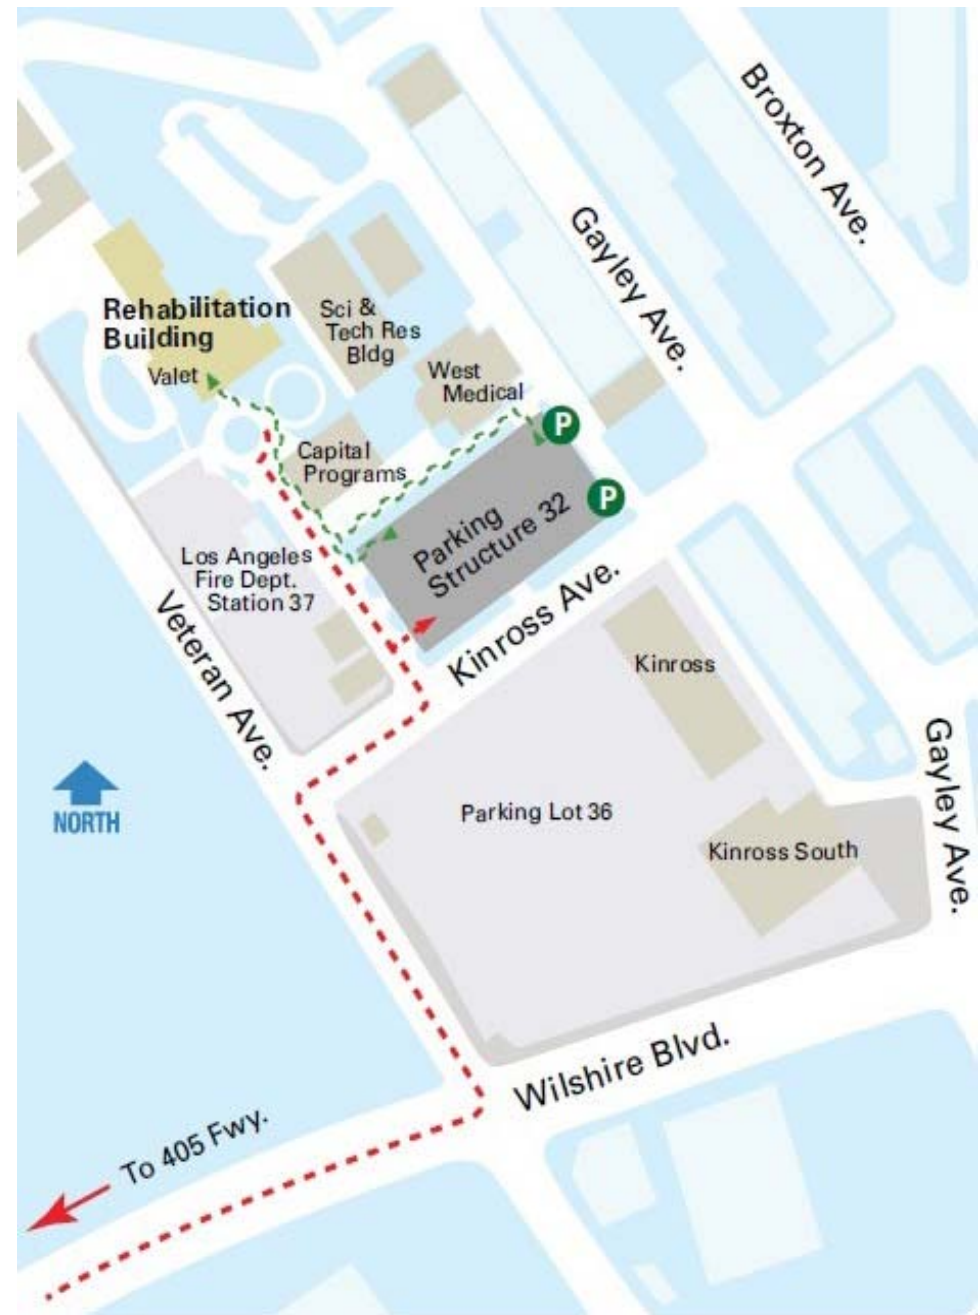 Broxton Ave.
Gayley Ave.
Rehabilitation
Building
Valet
Sci &
Tech Res
Bldg
West
Medical
P
Capital
Programs
P
Parking
Structure 32
Los Angeles
Fire Dept.
Station 37
Kinross Ave.
Veteran Ave.
Kinross
Gayley Ave.
NORTH
Parking Lot 36
Kinross South
Wilshire Blvd.
To 405 Fwy.